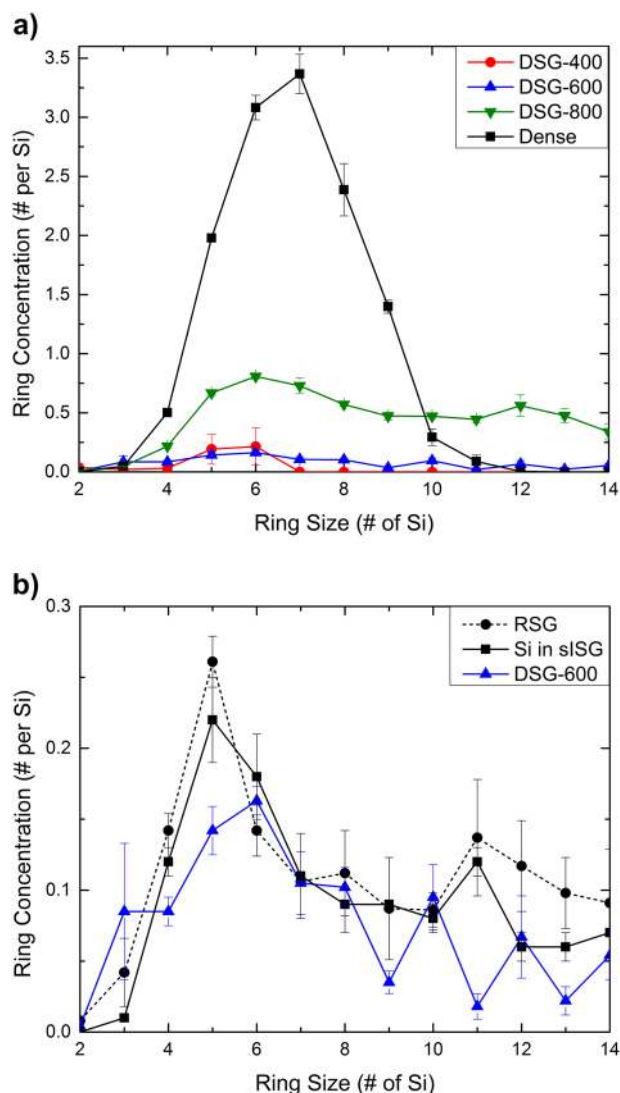 a)
3.5
3.0
2.5
2.0
1.5
1.0
0.5
0.0
Ring Concentration (# per Si)
DSG-400
DSG-600
DSG-800
Dense
2 4 6 8 10 12 14
Ring Size (# of Si)
b)
0.3
0.2
0.1
0.0
Ring Concentration (# per Si)
RSG
Si in sISG
DSG-600
2 4 6 8 10 12 14
Ring Size (# of Si)